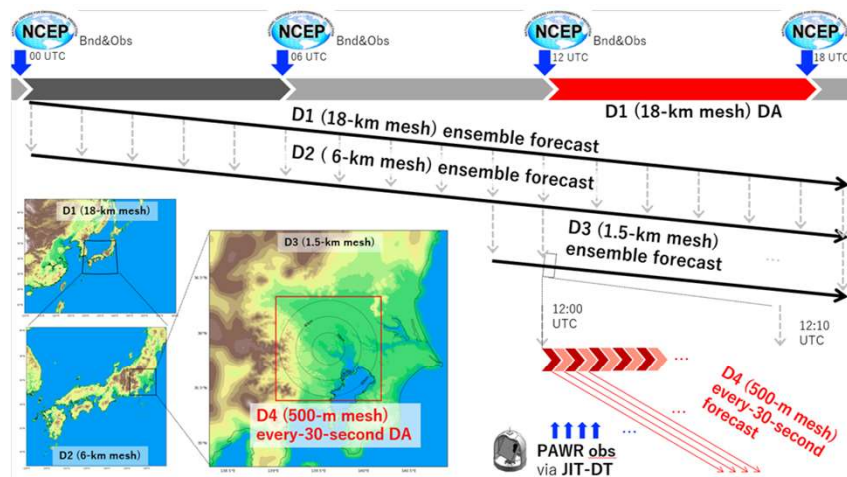 NCEP
Bnd&Obs
00 UTC
NCEP
Bnd&Obs
06 UTC
NCEP
Bnd&Obs
12 UTC
NCEP
18 UTC
D1 (18-km mesh) DA
D1 (18-km mesh) ensemble forecast
D2 ( 6-km mesh) ensemble forecast
D3 (1.5-km mesh)
ensemble forecast
...
D1 (18-km mesh)
D2 (6-km mesh)
D3 (1.5-km mesh)
D4 (500-m mesh)
every-30-second DA
12:00
UTC
12:10
UTC
...
...
D4 (500-m mesh)
every-30-second
forecast
...
PAWR obs
via JIT-DT